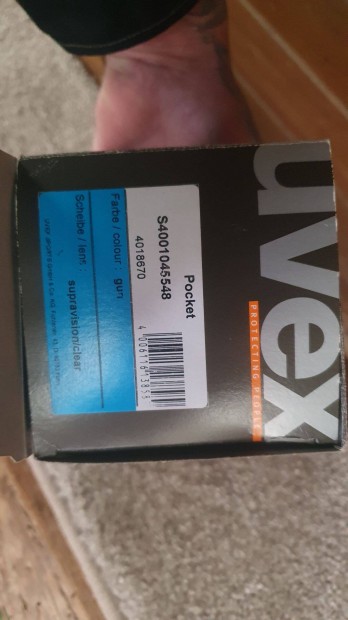 uvex
PROTECTING PEOPLE
Pocket
S4001045548
4018670
Farbe / colour : gun
Scheibe / lens : supravision/clear